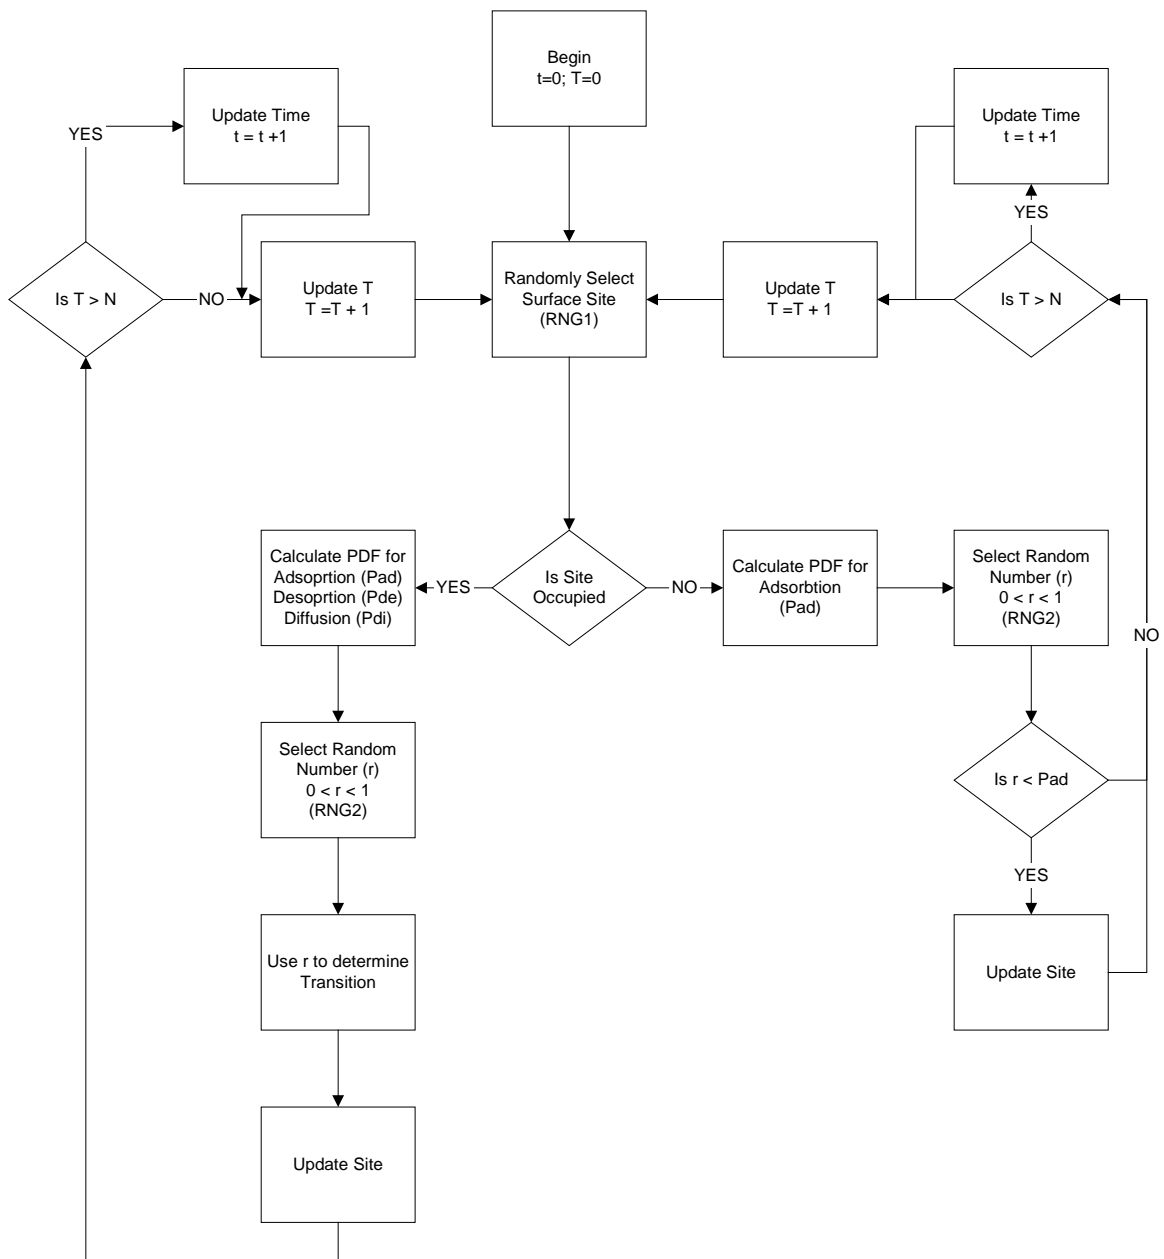 Begin
t=0; T=0
Update Time
t = t +1
YES
Update Time
t = t+1
YES
Is T > N
NO
Update T
T =T + 1
Randomly Select
Surface Site
(RNG1)
Update T
T =T + 1
Is T > N
Calculate PDF for
Adsoprtion (Pad)
Desoprtion (Pde)
Diffusion (Pdi)
YES
Is Site
Occupied
NO
Calculate PDF for
Adsorbtion
(Pad)
Select Random
Number (r)
0 < r < 1
(RNG2)
NO
Select Random
Number (r)
0 < r < 1
(RNG2)
Is r < Pad
YES
Use r to determine
Transition
Update Site
Update Site